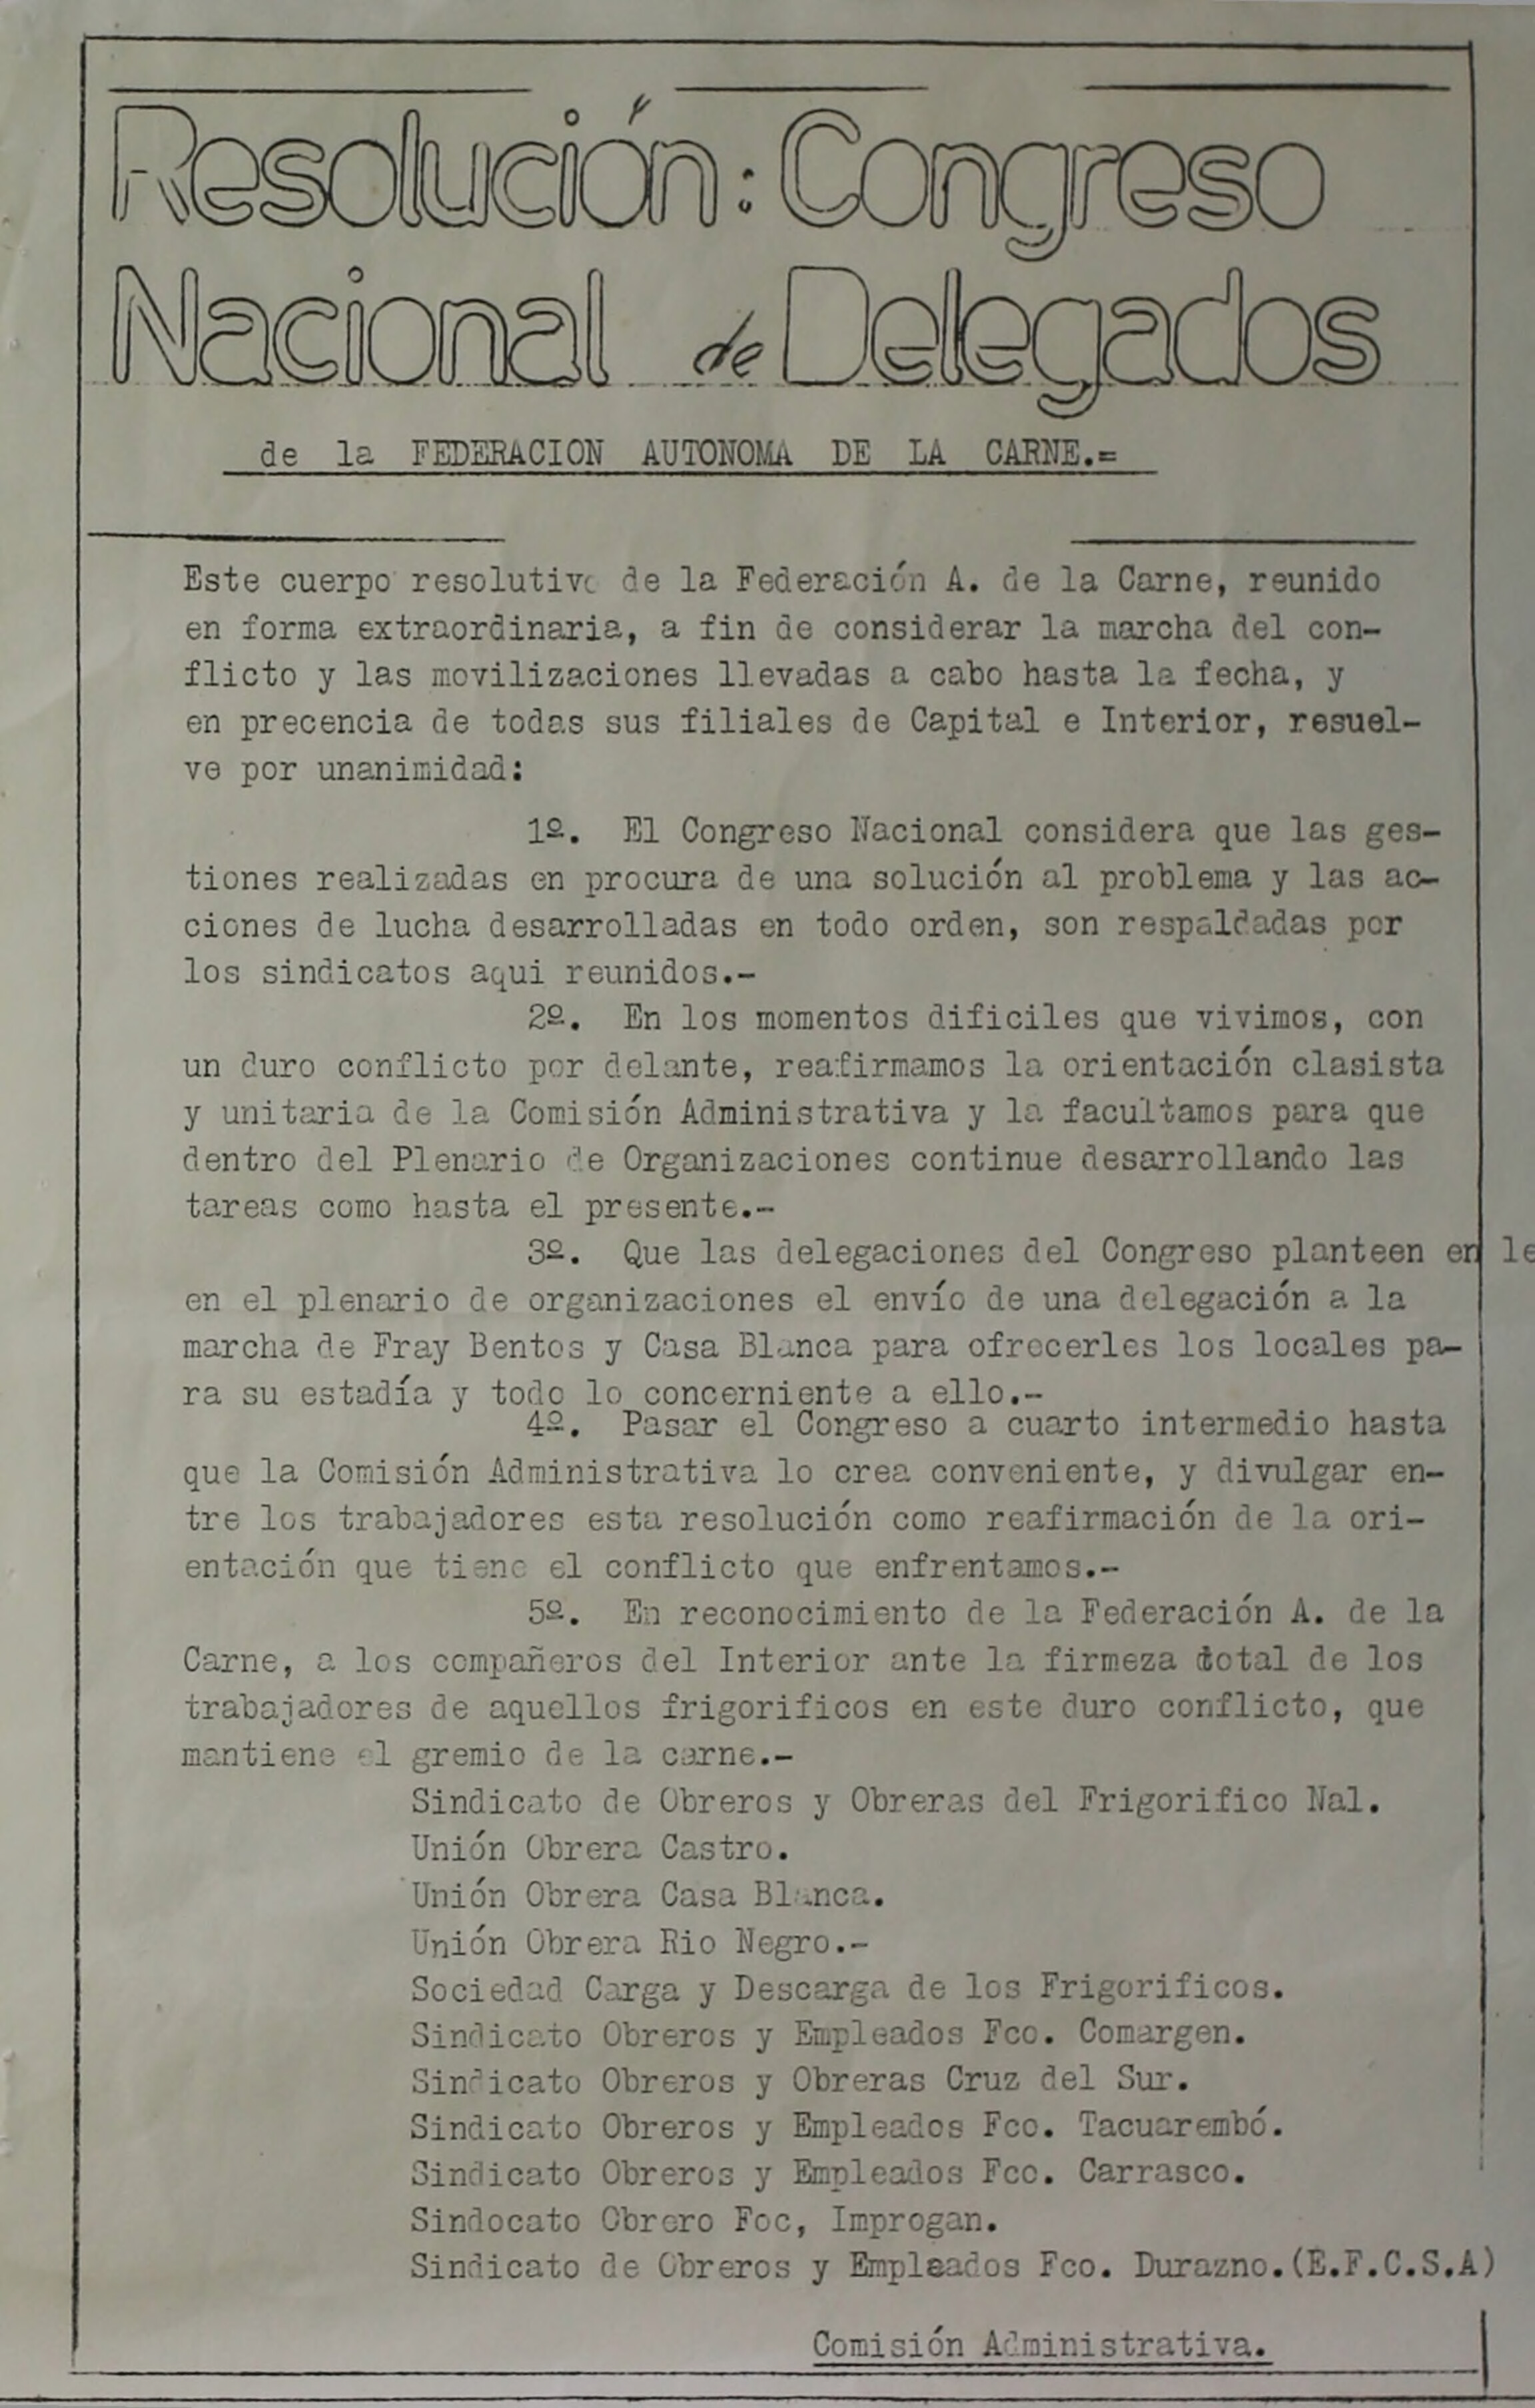 Resolución: Congreso
Nacional de Delegados
de la FEDERACION AUTONOMA DE LA CARNE.=
Este cuerpo resolutivo de la Federación A. de la Carne, reunido
en forma extraordinaria, a fin de considerar la marcha del con-
flicto y las movilizaciones llevadas a cabo hasta la fecha, y
en precencia de todas sus filiales de Capital e Interior, resuel-
ve por unanimidad:
1º. El Congreso Nacional considera que las ges-
tiones realizadas en procura de una solución al problema y las ac-
ciones de lucha desarrolladas en todo orden, son respaldadas por
los sindicatos aqui reunidos.-
2º. En los momentos dificiles que vivimos, con
un duro conflicto por delante, reafirmamos la orientación clasista
y unitaria de la Comisión Administrativa y la facultamos para que
dentro del Plenario de Organizaciones continue desarrollando las
tareas como hasta el presente.-
3º. Que las delegaciones del Congreso planteen en le
en el plenario de organizaciones el envío de una delegación a la
marcha de Fray Bentos y Casa Blanca para ofrecerles los locales pa-
ra su estadía y todo lo concerniente a ello.-
4º. Pasar el Congreso a cuarto intermedio hasta
que la Comisión Administrativa lo crea conveniente, y divulgar en-
tre los trabajadores esta resolución como reafirmación de la ori-
entación que tiene el conflicto que enfrentamos.-
5º. En reconocimiento de la Federación A. de la
Carne, a los compañeros del Interior ante la firmeza total de los
trabajadores de aquellos frigorificos en este duro conflicto, que
mantiene el gremio de la carne.-
Sindicato de Obreros y Obreras del Frigorifico Nal.
Unión Obrera Castro.
Unión Obrera Casa Blanca.
Unión Obrera Rio Negro.-
Sociedad Carga y Descarga de los Frigorificos.
Sindicato Obreros y Empleados Fco. Comargen.
Sindicato Obreros y Obreras Cruz del Sur.
Sindicato Obreros y Empleados Fco. Tacuarembó.
Sindicato Obreros y Empleados Fco. Carrasco.
Sindocato Obrero Foc, Improgan.
Sindicato de Obreros y Empleados Fco. Durazno.(E.F.C.S.A)
Comisión Administrativa.